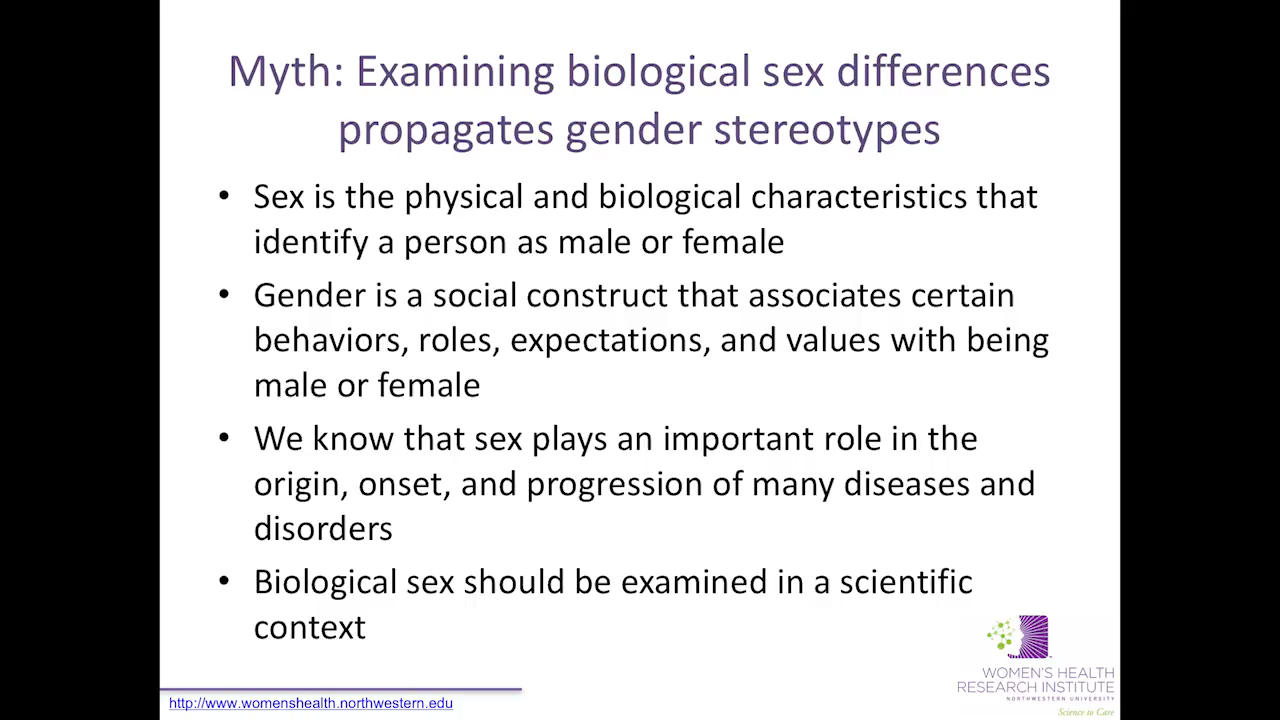 Myth: Examining biological sex differences
propagates gender stereotypes
• Sex is the physical and biological characteristics that
identify a person as male or female
• Gender is a social construct that associates certain
behaviors, roles, expectations, and values with being
male or female
• We know that sex plays an important role in the
origin, onset, and progression of many diseases and
disorders
• Biological sex should be examined in a scientific
context
WOMEN'S HEALTH
RESEARCH INSTITUTE
NORTHWESTERN UNIVERSITY
Science to Care
http://www.womenshealth.northwestern.edu